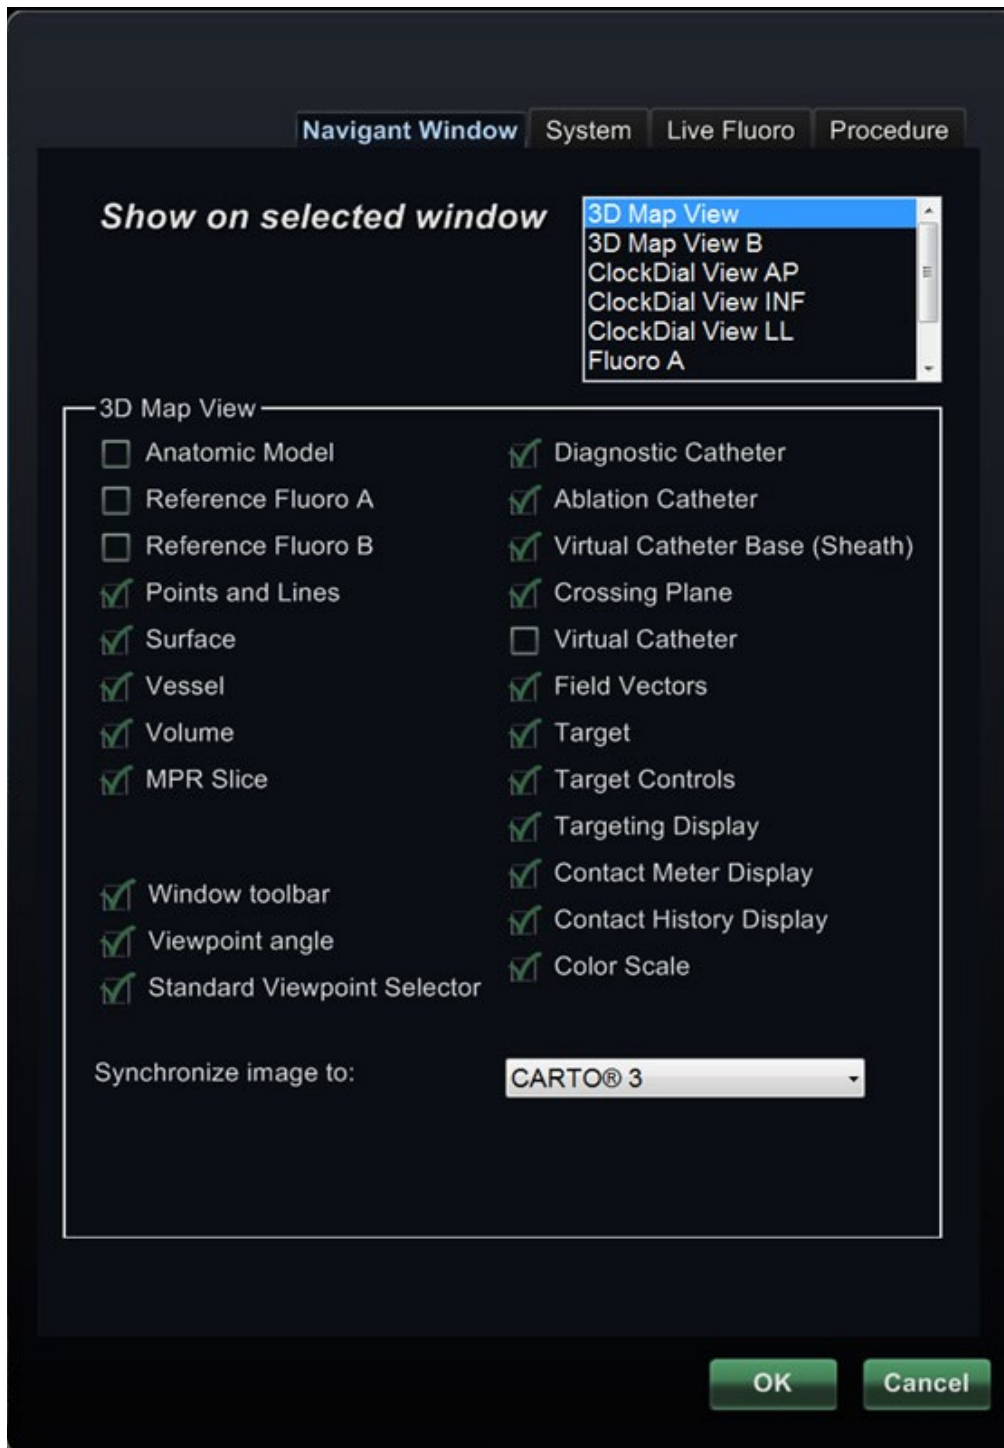 Navigant Window System Live Fluoro Procedure
Show on selected window
3D Map View
3D Map View B
ClockDial View AP
ClockDial View INF
ClockDial View LL
Fluoro A
3D Map View
Anatomic Model
Reference Fluoro A
Reference Fluoro B
Points and Lines
Surface
Vessel
Volume
MPR Slice
Window toolbar
Viewpoint angle
Standard Viewpoint Selector
Diagnostic Catheter
Ablation Catheter
Virtual Catheter Base (Sheath)
Crossing Plane
Virtual Catheter
Field Vectors
Target
Target Controls
Targeting Display
Contact Meter Display
Contact History Display
Color Scale
Synchronize image to: CARTO® 3
OK Cancel